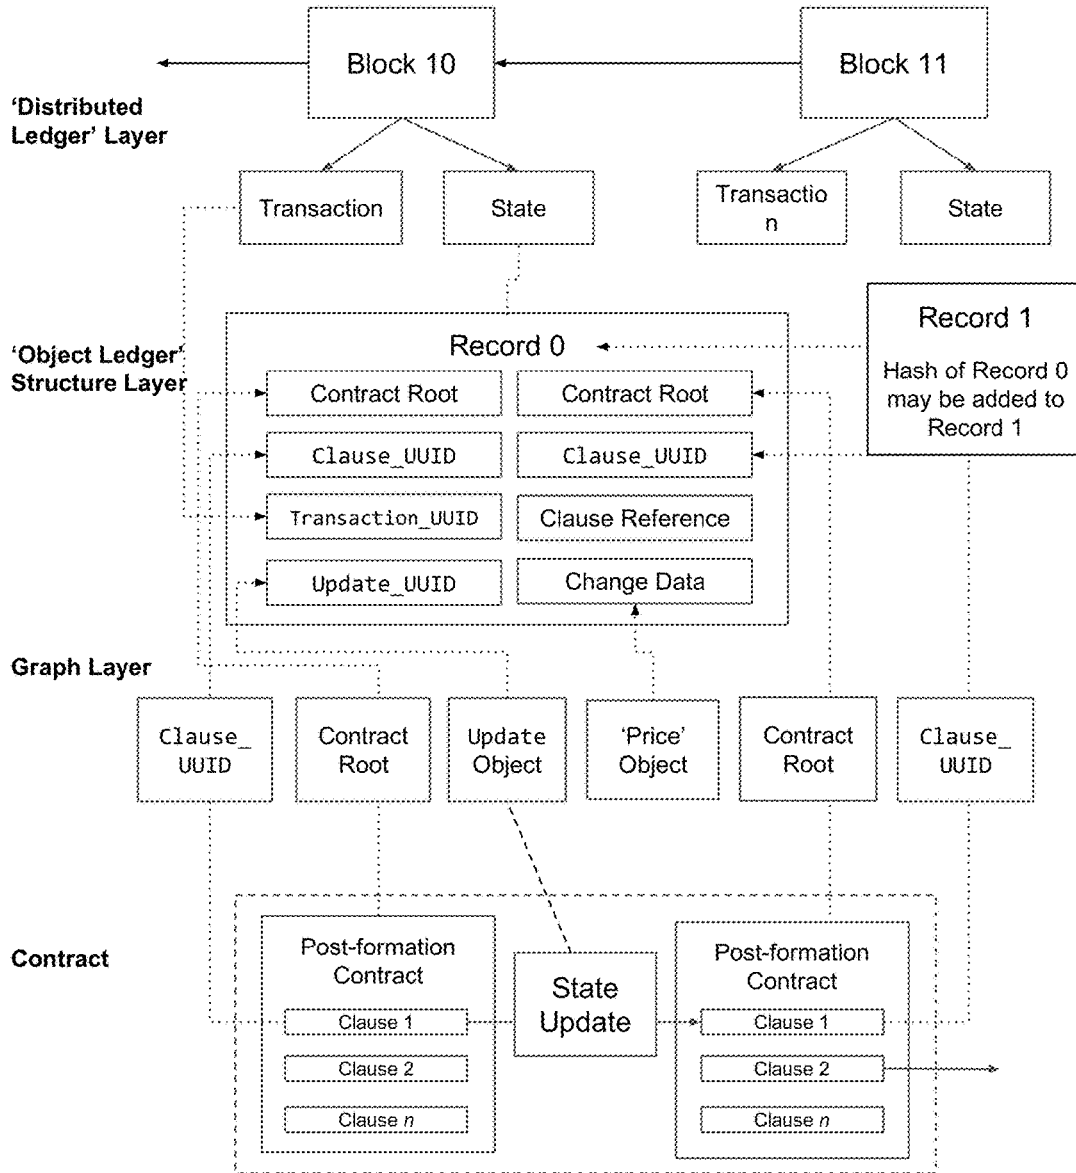 Block 10
Block 11
‘Distributed
Ledger’ Layer
Transaction
State
Transactio
n
State
Record 0
Record 1
Hash of Record 0
may be added to
Record 1
‘Object Ledger’
Structure Layer
Contract Root
Contract Root
Clause_UUID
Clause_UUID
Transaction_UUID
Clause Reference
Update_UUID
Change Data
Graph Layer
Clause_
UUID
Contract
Root
Update
Object
‘Price’
Object
Contract
Root
Clause_
UUID
Contract
Post-formation
Contract
Clause 1
Clause 2
Clause n
State
Update
Post-formation
Contract
Clause 1
Clause 2
Clause n